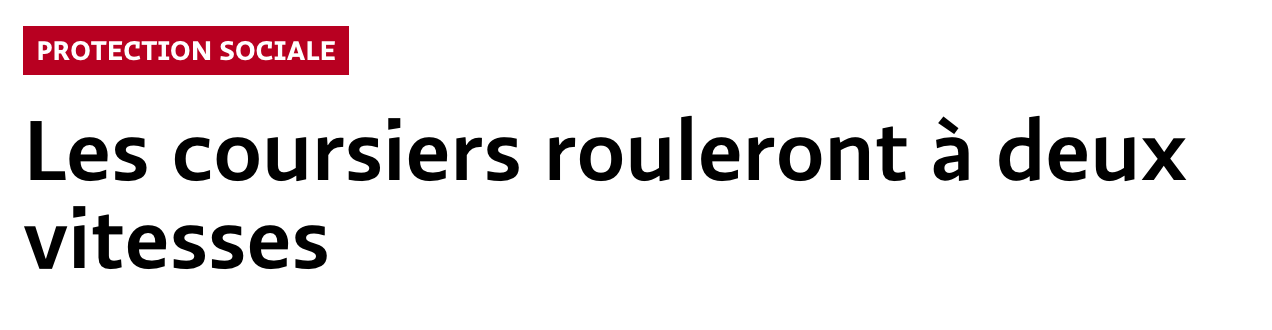 PROTECTION SOCIALE
Les coursiers rouleront à deux
vitesses